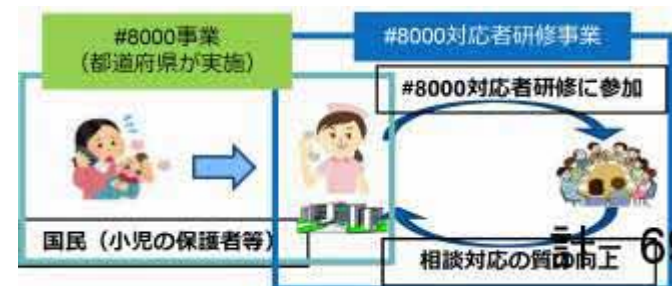 #8000事業
（都道府県が実施）
#8000対応者研修事業
#8000対応者研修に参加
国民（小児の保護者等）
相談対応の質の向上
計– 6